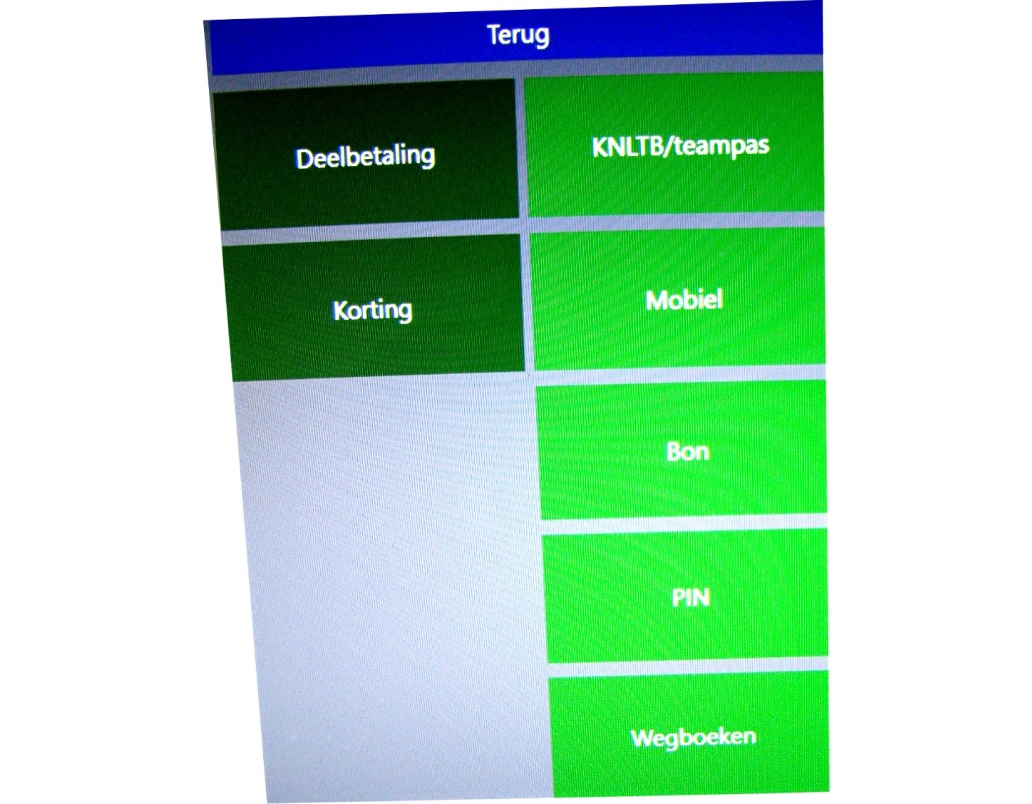 Terug
Deelbetaling
KNLTB/teampas
Korting
Mobiel
Bon
PIN
Wegboeken